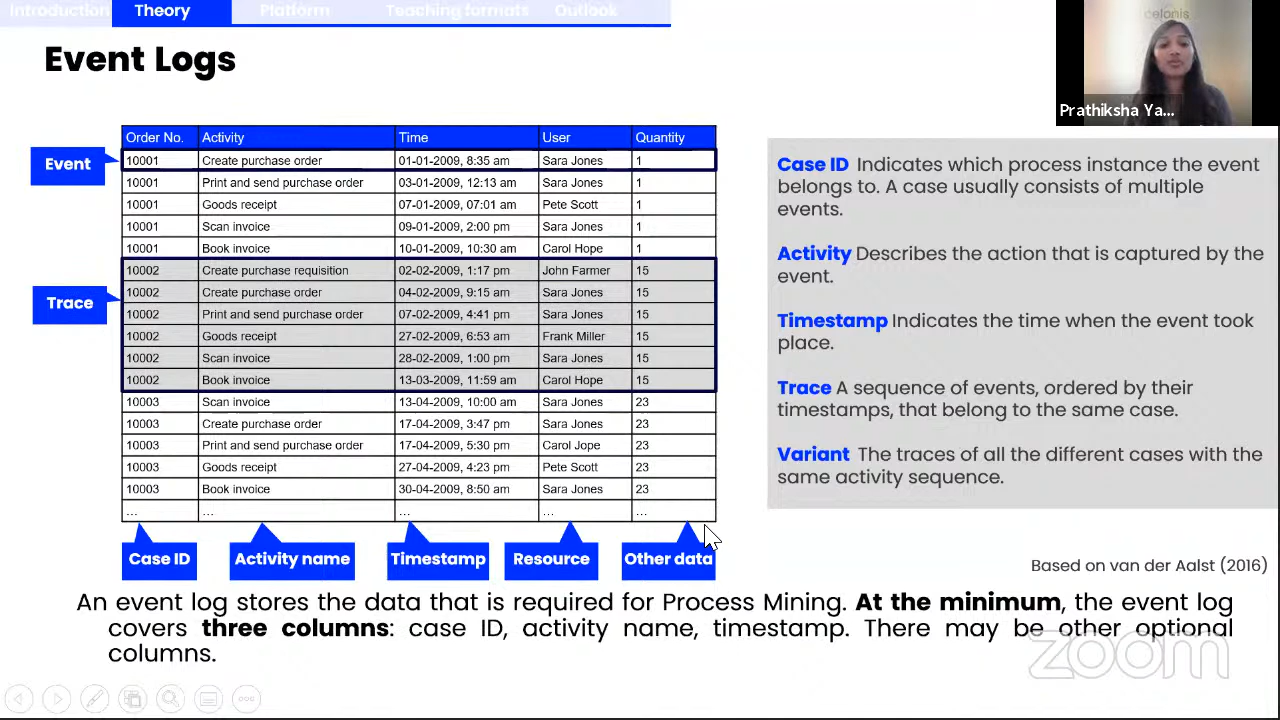 Introduction Theory Platform Teaching formats Outlook
celonis
Event Logs
Prathiksha Ya...
Order No. Activity Time User Quantity
Event
10001 Create purchase order 01-01-2009, 8:35 am Sara Jones 1
10001 Print and send purchase order 03-01-2009, 12:13 am Sara Jones 1
10001 Goods receipt 07-01-2009, 07:01 am Pete Scott 1
10001 Scan invoice 09-01-2009, 2:00 pm Sara Jones 1
10001 Book invoice 10-01-2009, 10:30 am Carol Hope 1
Trace
10002 Create purchase requisition 02-02-2009, 1:17 pm John Farmer 15
10002 Create purchase order 04-02-2009, 9:15 am Sara Jones 15
10002 Print and send purchase order 07-02-2009, 4:41 pm Sara Jones 15
10002 Goods receipt 27-02-2009, 6:53 am Frank Miller 15
10002 Scan invoice 28-02-2009, 1:00 pm Sara Jones 15
10002 Book invoice 13-03-2009, 11:59 am Carol Hope 15
10003 Scan invoice 13-04-2009, 10:00 am Sara Jones 23
10003 Create purchase order 17-04-2009, 3:47 pm Sara Jones 23
10003 Print and send purchase order 17-04-2009, 5:30 pm Carol Jope 23
10003 Goods receipt 27-04-2009, 4:23 pm Pete Scott 23
10003 Book invoice 30-04-2009, 8:50 am Sara Jones 23
... ... ... ... ...
Case ID Activity name Timestamp Resource Other data
Case ID Indicates which process instance the event
belongs to. A case usually consists of multiple
events.
Activity Describes the action that is captured by the
event.
Timestamp Indicates the time when the event took
place.
Trace A sequence of events, ordered by their
timestamps, that belong to the same case.
Variant The traces of all the different cases with the
same activity sequence.
Based on van der Aalst (2016)
An event log stores the data that is required for Process Mining. At the minimum, the event log
covers three columns: case ID, activity name, timestamp. There may be other optional
columns.
zoom